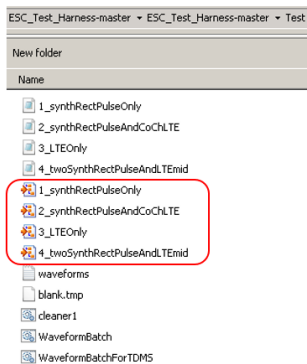 ESC_Test_Harness-master ▾ ESC_Test_Harness-master ▾ Test
New folder
Name
1_synthRectPulseOnly
2_synthRectPulseAndCoChLTE
3_LTEOnly
4_twoSynthRectPulseAndLTEmid
1_synthRectPulseOnly
2_synthRectPulseAndCoChLTE
3_LTEOnly
4_twoSynthRectPulseAndLTEmid
waveforms
blank.tmp
cleaner1
WaveformBatch
WaveformBatchForTDMS